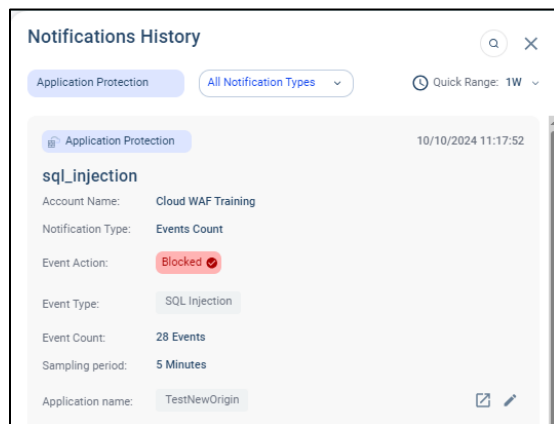 Notifications History
Application Protection All Notification Types Quick Range: 1W
Application Protection 10/10/2024 11:17:52
sql_injection
Account Name: Cloud WAF Training
Notification Type: Events Count
Event Action: Blocked
Event Type: SQL Injection
Event Count: 28 Events
Sampling period: 5 Minutes
Application name: TestNewOrigin